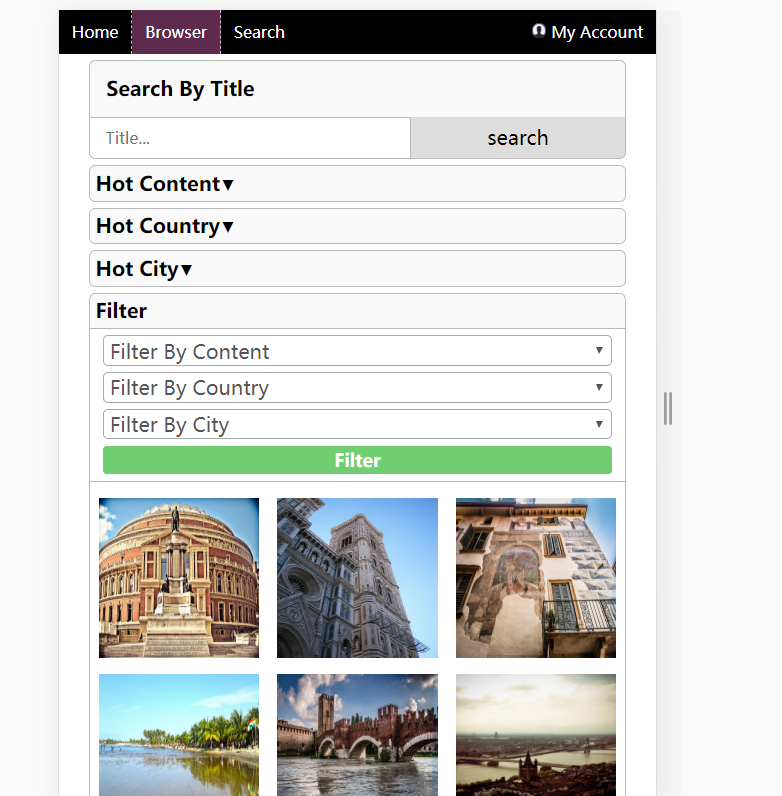 Home Browser Search My Account
Search By Title
Title... search
Hot Content▾
Hot Country▾
Hot City▾
Filter
Filter By Content ▾
Filter By Country ▾
Filter By City ▾
Filter